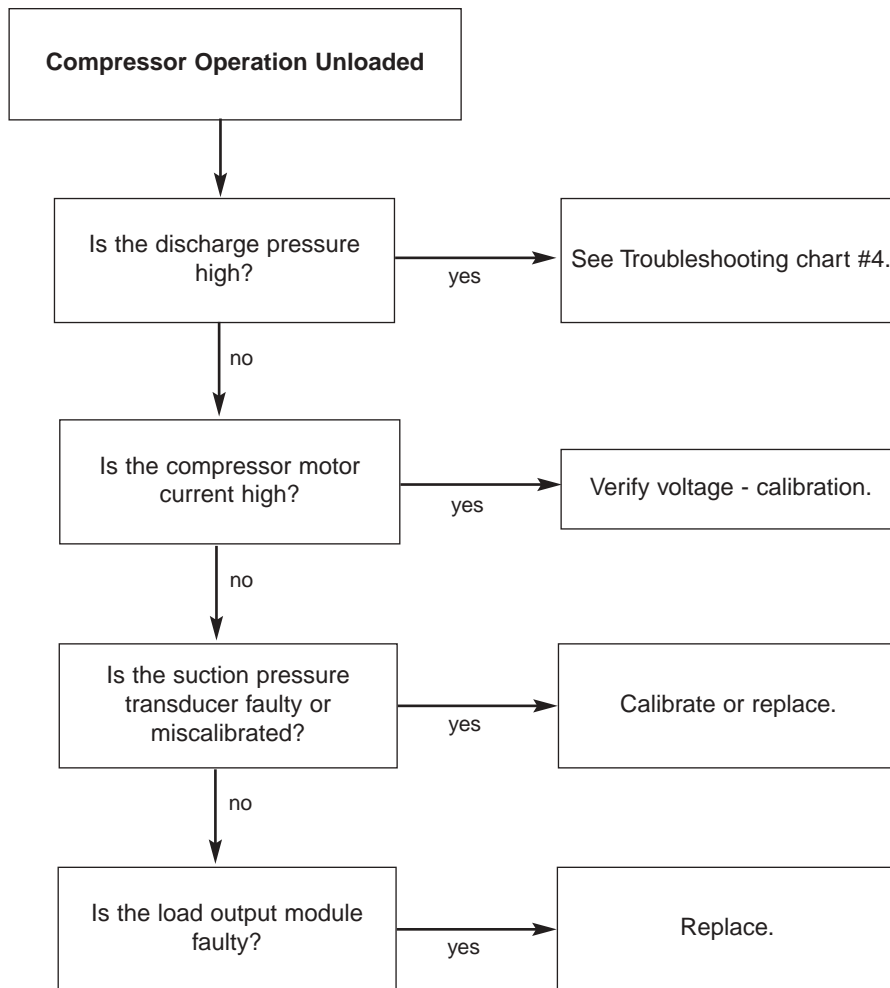 Compressor Operation Unloaded
Is the discharge pressure
high?
yes
See Troubleshooting chart #4.
no
Is the compressor motor
current high?
yes
Verify voltage - calibration.
no
Is the suction pressure
transducer faulty or
miscalibrated?
yes
Calibrate or replace.
no
Is the load output module
faulty?
yes
Replace.